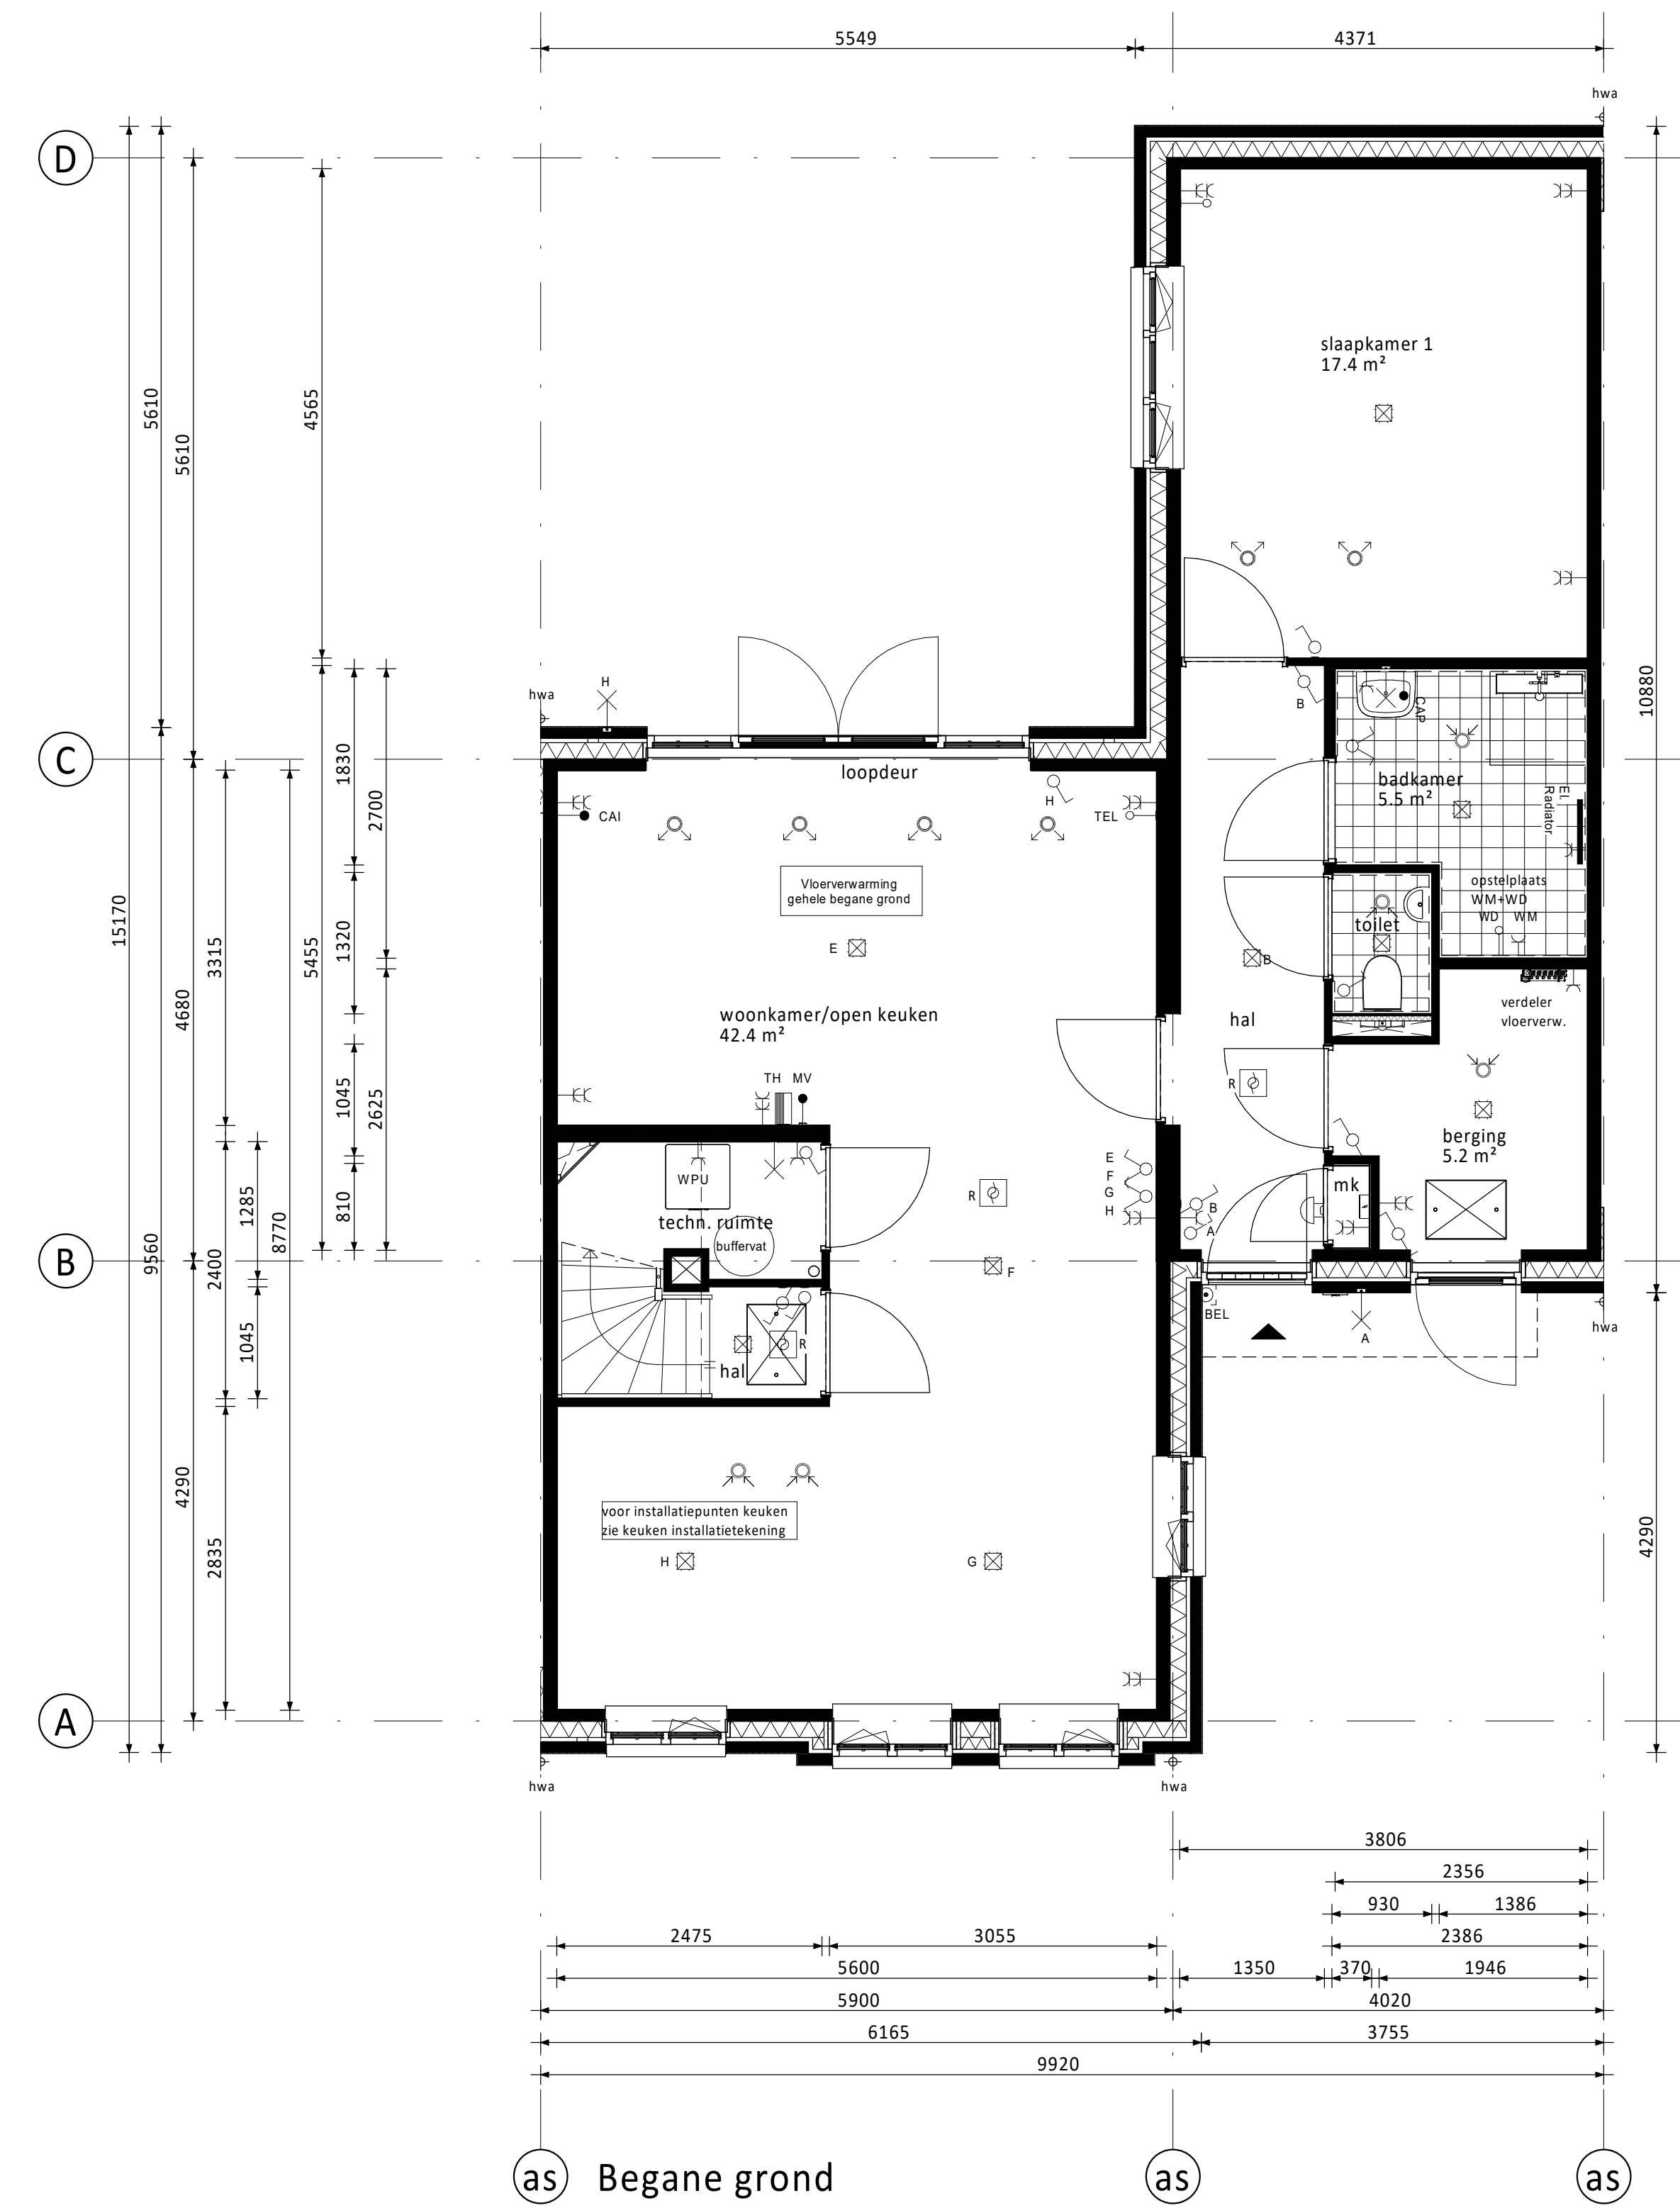 5549
4371
hwa
D
5610
5610
4565
slaapkamer 1
17.4 m²
10880
H
hwa
B
CAP
C
loopdeur
1830
2700
badkamer
5.5 m²
El.
Radiator
H
CAI
TEL
Vloerverwarming
gehele begane grond
opstelplaats
WM+WD
WD
WM
toilet
15170
3315
4680
5455
1320
E
B
verdeler
vloerverw.
woonkamer/open keuken
42.4 m²
hal
TH
MV
1045
2625
R
berging
5.2 m²
E
F
G
H
WPU
R
mk
1285
810
8770
techn. ruimte
buffervat
B
A
9560
2400
B
F
BEL
A
hwa
1045
R
hal
4290
2835
voor installatiepunten keuken
zie keuken installatietekening
H
G
4290
A
hwa
hwa
3806
2356
930
1386
2475
3055
2386
5600
1350
370
1946
5900
4020
6165
3755
9920
as
Begane grond
as
as